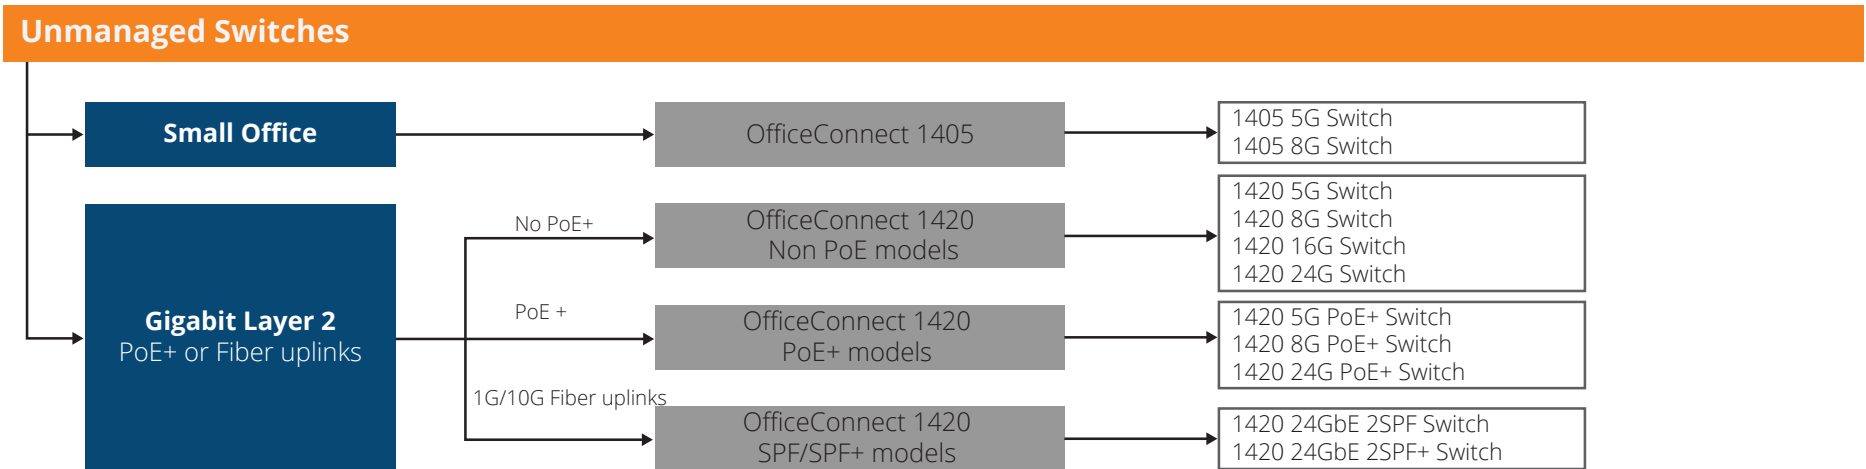 Unmanaged Switches
Small Office
OfficeConnect 1405
1405 5G Switch
1405 8G Switch
Gigabit Layer 2
PoE+ or Fiber uplinks
No PoE+
OfficeConnect 1420
Non PoE models
1420 5G Switch
1420 8G Switch
1420 16G Switch
1420 24G Switch
PoE +
OfficeConnect 1420
PoE+ models
1420 5G PoE+ Switch
1420 8G PoE+ Switch
1420 24G PoE+ Switch
1G/10G Fiber uplinks
OfficeConnect 1420
SPF/SPF+ models
1420 24GbE 2SPF Switch
1420 24GbE 2SPF+ Switch